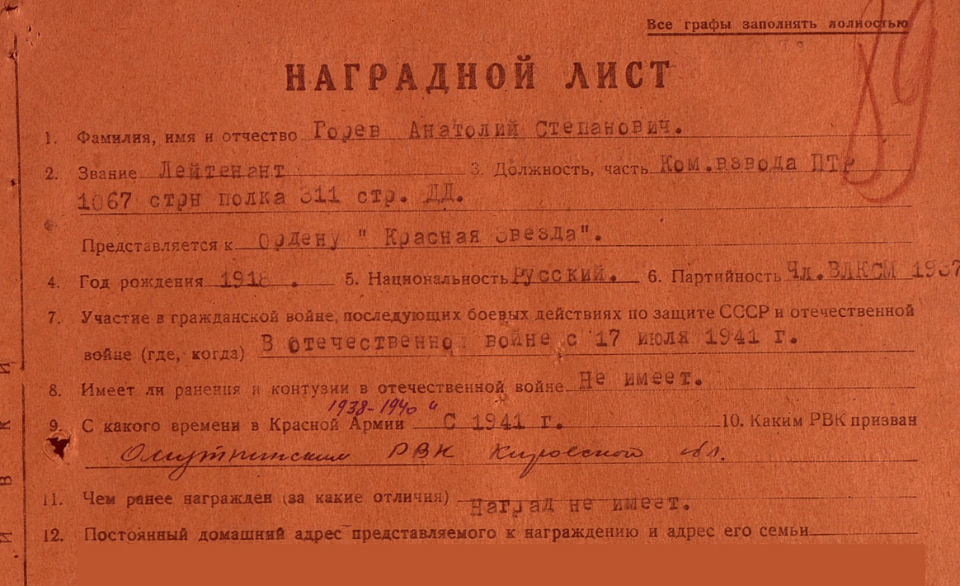 Все графы заполнять полностью
89
НАГРАДНОЙ ЛИСТ
1. Фамилия, имя и отчество Горев Анатолий Степанович.
2. Звание Лейтенант 3. Должность, часть Ком.взвода ПТР
1067 стрн полка 311 стр. ДД.
Представляется к Ордену " Красная Звезда".
4. Год рождения 1918 . 5. Национальность Русский. 6. Партийность Чл.ВЛКСМ 1937
7. Участие в гражданской войне, последующих боевых действиях по защите СССР и отечественной
войне (где, когда) В отечественной войне с 17 июля 1941 г.
8. Имеет ли ранения и контузии в отечественной войне Не имеет.
1938-1940 и
9. С какого времени в Красной Армии С 1941 г. 10. Каким РВК призван
Омутнинским РВК Кировской обл.
11. Чем ранее награжден (за какие отличия) Наград не имеет.
12. Постоянный домашний адрес представляемого к награждению и адрес его семьи